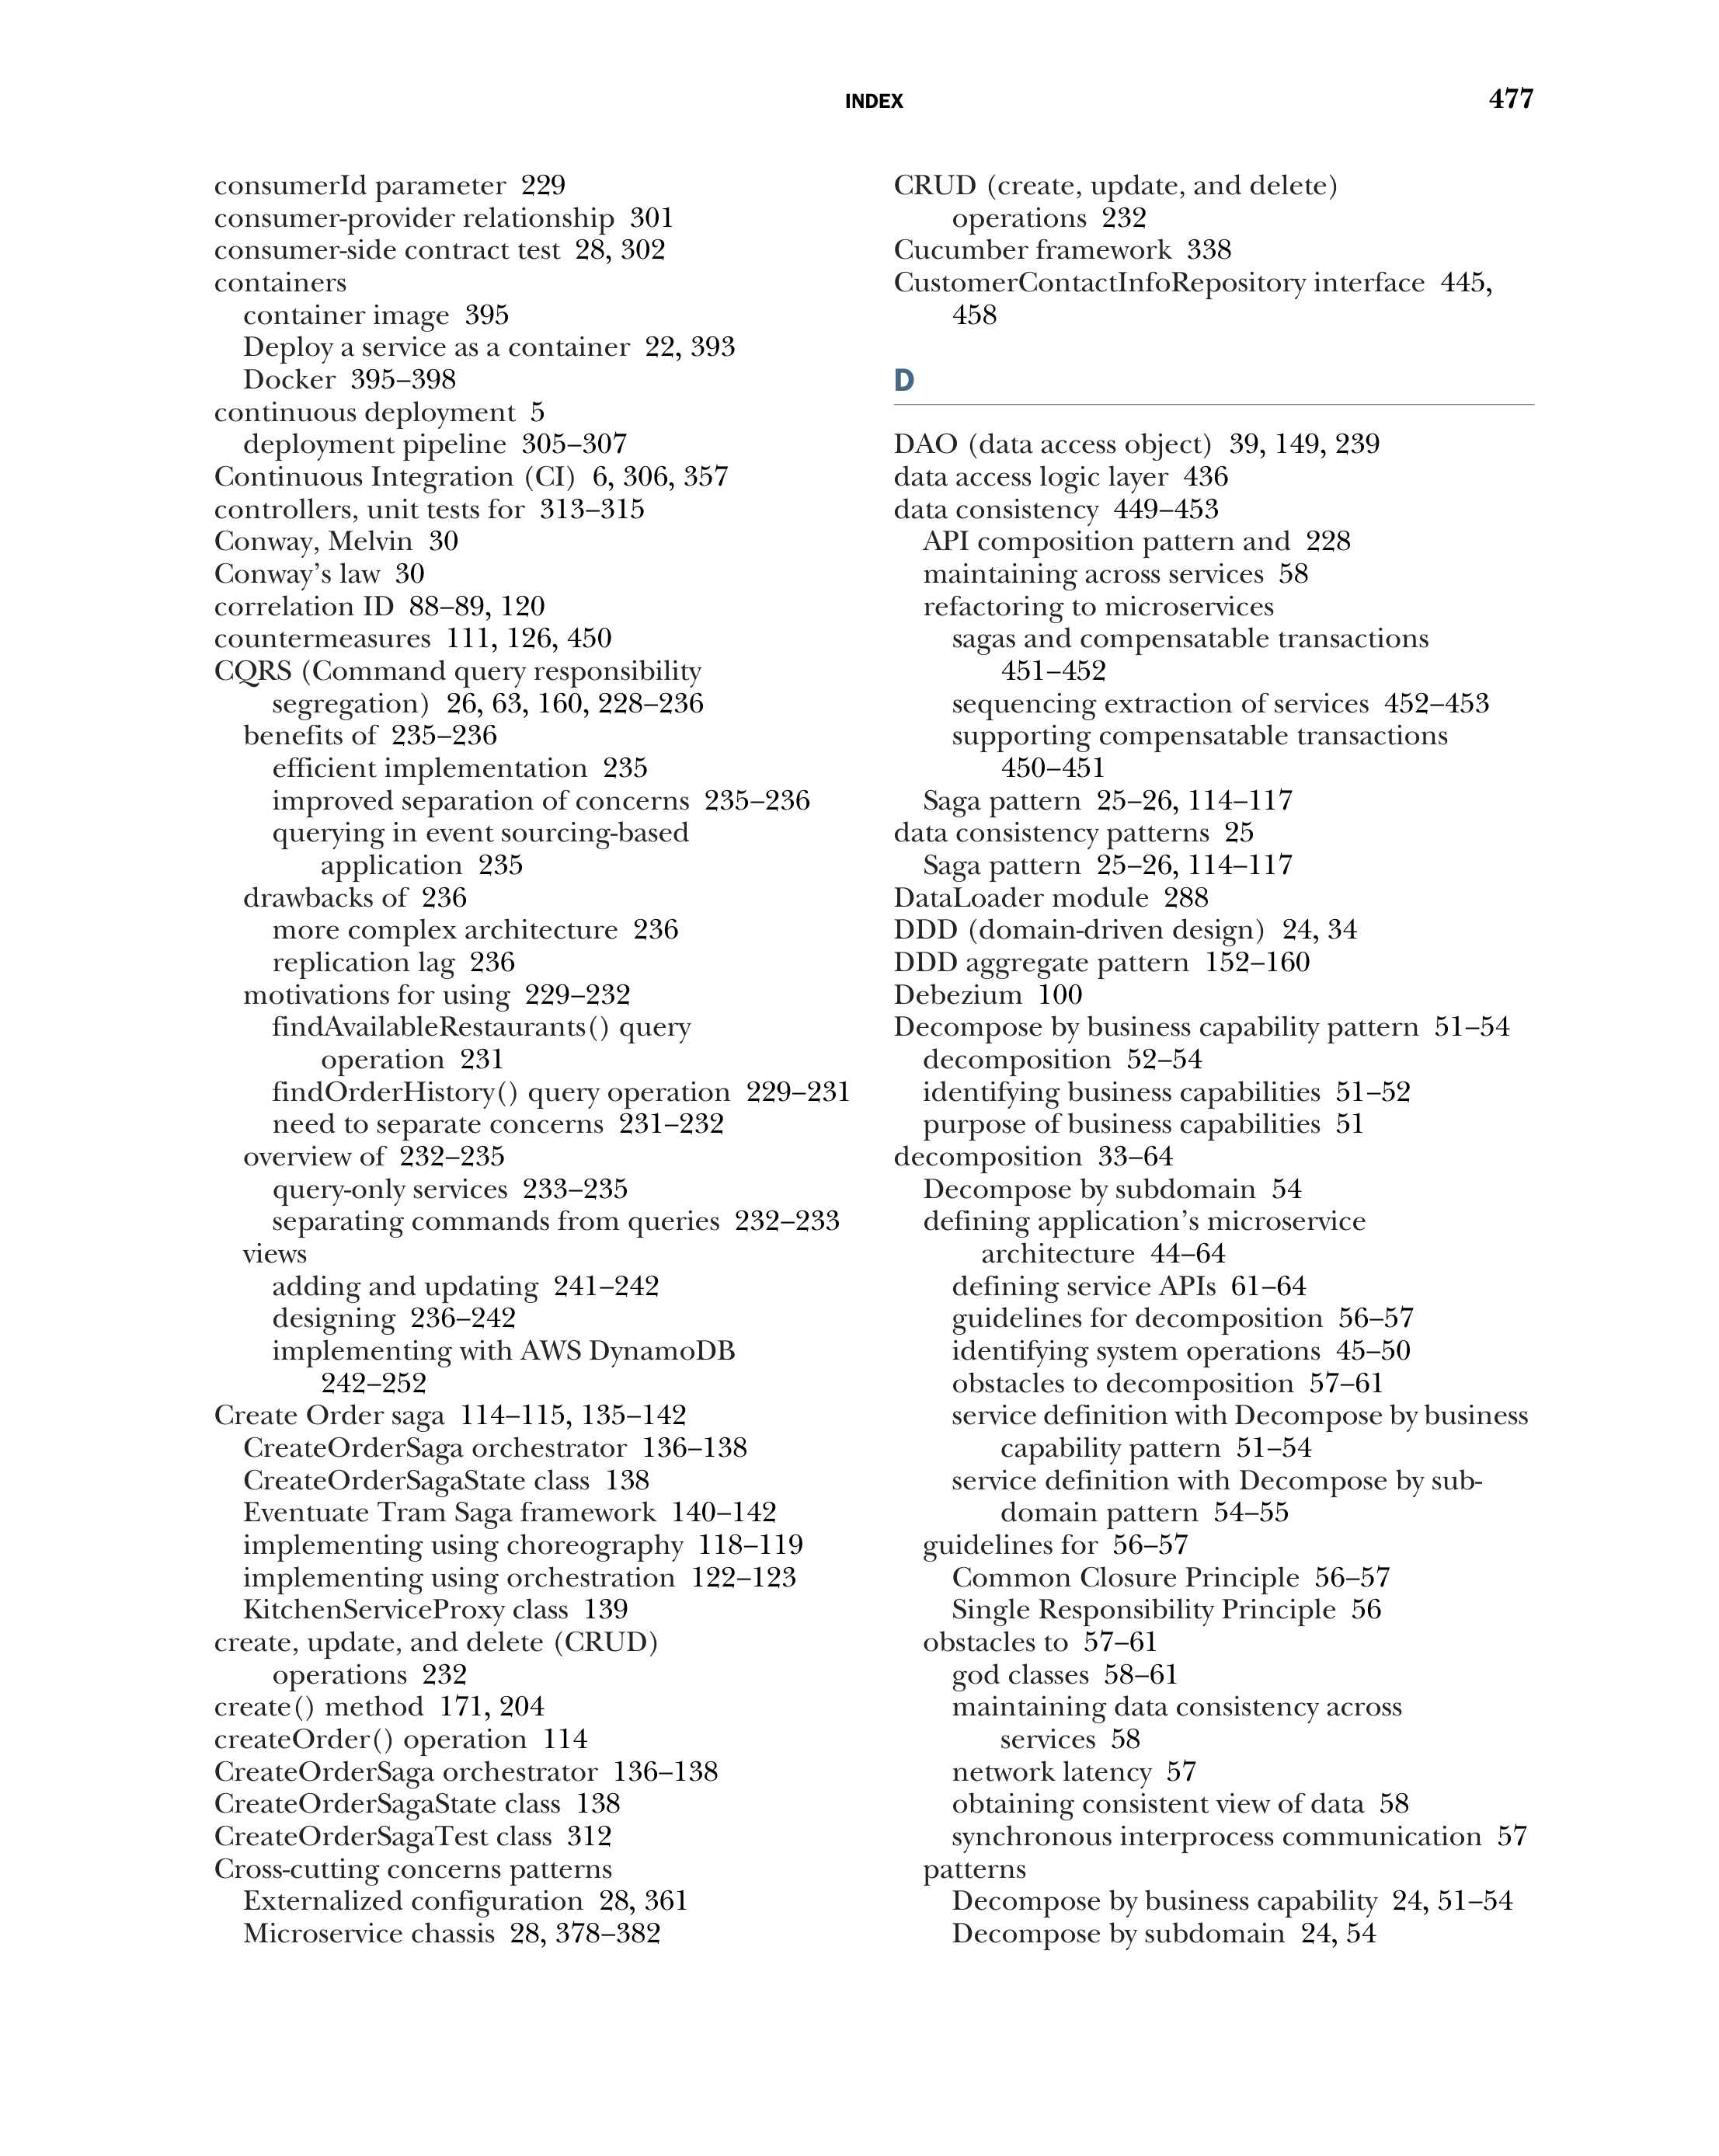 INDEX
477
consumerId parameter 229
consumer-provider relationship 301
consumer-side contract test 28, 302
containers
container image 395
Deploy a service as a container 22, 393
Docker 395–398
continuous deployment 5
deployment pipeline 305–307
Continuous Integration (CI) 6, 306, 357
controllers, unit tests for 313–315
Conway, Melvin 30
Conway’s law 30
correlation ID 88–89, 120
countermeasures 111, 126, 450
CQRS (Command query responsibility
segregation) 26, 63, 160, 228–236
benefits of 235–236
efficient implementation 235
improved separation of concerns 235–236
querying in event sourcing-based
application 235
drawbacks of 236
more complex architecture 236
replication lag 236
motivations for using 229–232
findAvailableRestaurants() query
operation 231
findOrderHistory() query operation 229–231
need to separate concerns 231–232
overview of 232–235
query-only services 233–235
separating commands from queries 232–233
views
adding and updating 241–242
designing 236–242
implementing with AWS DynamoDB
242–252
Create Order saga 114–115, 135–142
CreateOrderSaga orchestrator 136–138
CreateOrderSagaState class 138
Eventuate Tram Saga framework 140–142
implementing using choreography 118–119
implementing using orchestration 122–123
KitchenServiceProxy class 139
create, update, and delete (CRUD)
operations 232
create() method 171, 204
createOrder() operation 114
CreateOrderSaga orchestrator 136–138
CreateOrderSagaState class 138
CreateOrderSagaTest class 312
Cross-cutting concerns patterns
Externalized configuration 28, 361
Microservice chassis 28, 378–382
CRUD (create, update, and delete)
operations 232
Cucumber framework 338
CustomerContactInfoRepository interface 445,
458
D
DAO (data access object) 39, 149, 239
data access logic layer 436
data consistency 449–453
API composition pattern and 228
maintaining across services 58
refactoring to microservices
sagas and compensatable transactions
451–452
sequencing extraction of services 452–453
supporting compensatable transactions
450–451
Saga pattern 25–26, 114–117
data consistency patterns 25
Saga pattern 25–26, 114–117
DataLoader module 288
DDD (domain-driven design) 24, 34
DDD aggregate pattern 152–160
Debezium 100
Decompose by business capability pattern 51–54
decomposition 52–54
identifying business capabilities 51–52
purpose of business capabilities 51
decomposition 33–64
Decompose by subdomain 54
defining application’s microservice
architecture 44–64
defining service APIs 61–64
guidelines for decomposition 56–57
identifying system operations 45–50
obstacles to decomposition 57–61
service definition with Decompose by business
capability pattern 51–54
service definition with Decompose by sub-
domain pattern 54–55
guidelines for 56–57
Common Closure Principle 56–57
Single Responsibility Principle 56
obstacles to 57–61
god classes 58–61
maintaining data consistency across
services 58
network latency 57
obtaining consistent view of data 58
synchronous interprocess communication 57
patterns
Decompose by business capability 24, 51–54
Decompose by subdomain 24, 54